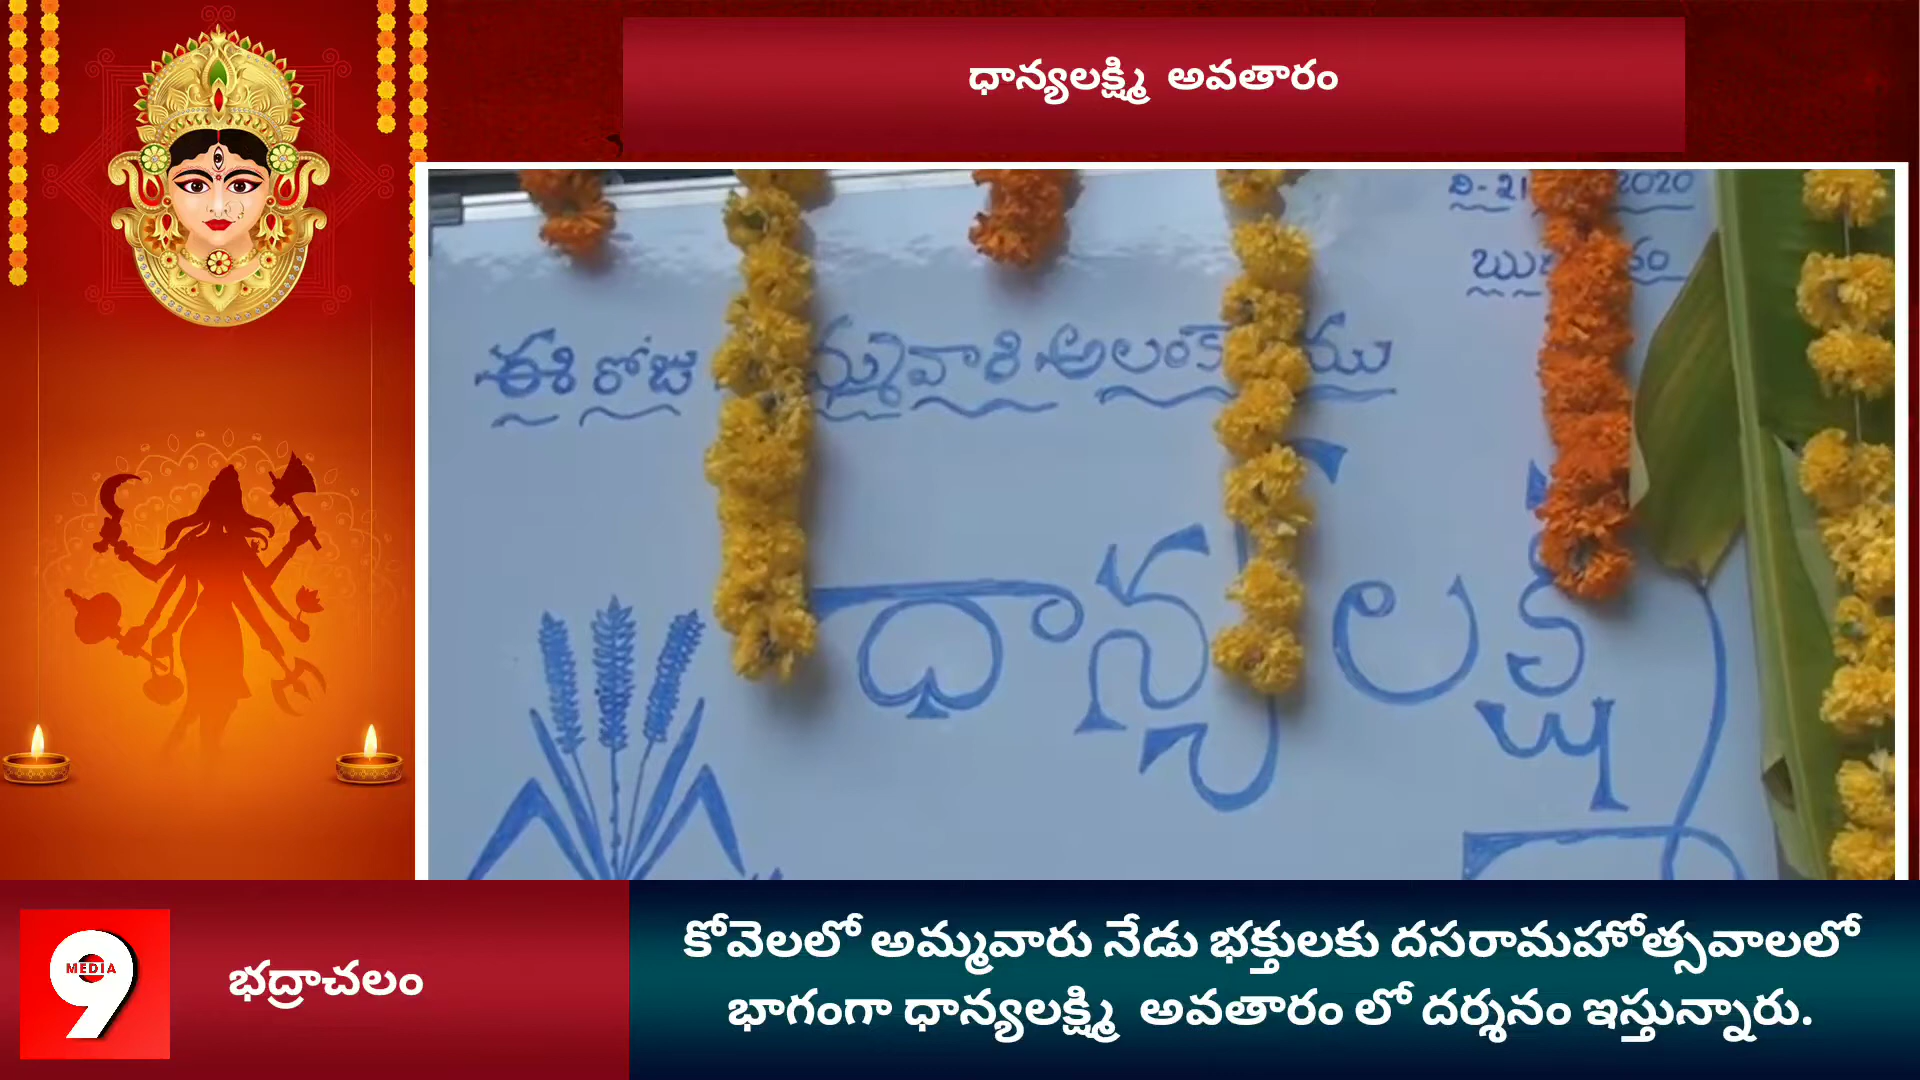 ధాన్యలక్ష్మి అవతారం
2020
ఈ రోజు
ధాన్యలక్ష్మి
MEDIA
9
భద్రాచలం
కోవెలలో అమ్మవారు నేడు భక్తులకు దసరామహోత్సవాలలో
భాగంగా ధాన్యలక్ష్మి అవతారం లో దర్శనం ఇస్తున్నారు.